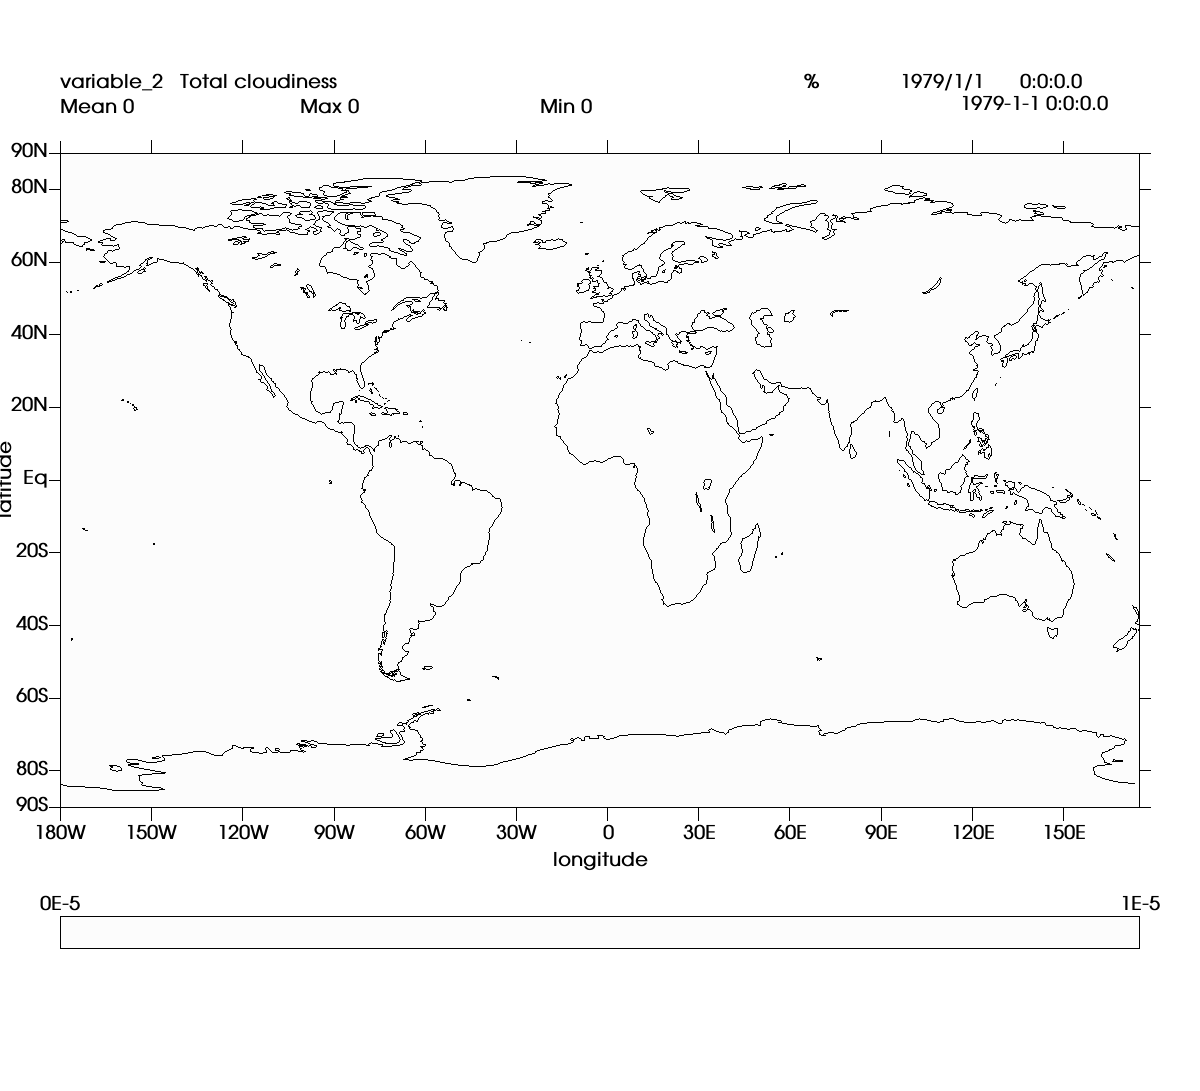 variable_2 Total cloudiness % 1979/1/1 0:0:0.0
Mean 0 Max 0 Min 0 1979-1-1 0:0:0.0
90N
80N
60N
40N
20N
Eq
20S
40S
60S
80S
90S
latitude
180W 150W 120W 90W 60W 30W 0 30E 60E 90E 120E 150E
longitude
0E-5 1E-5